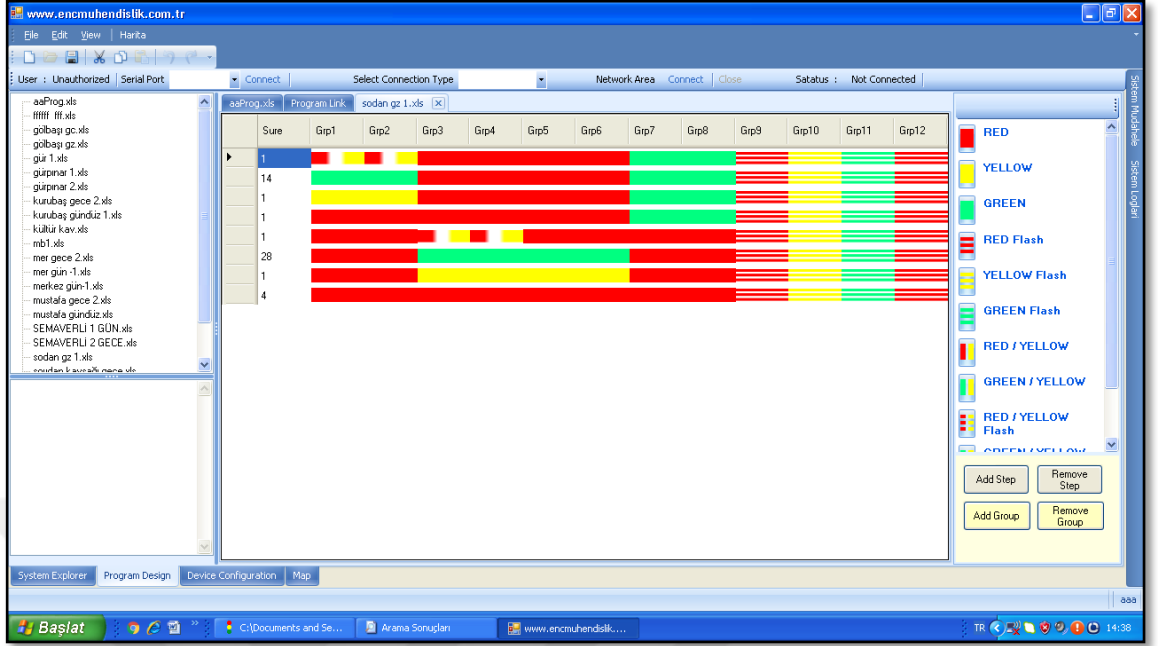 www.encmuhendislik.com.tr
File Edit View Harita
User : Unauthorized Serial Port Connect Select Connection Type Network Area Connect Close Satatus : Not Connected
aaProg.xls
ffffff fff.xls
gölbaşı gc.xls
gölbaşı gz.xls
gür 1.xls
gürpınar 1.xls
gürpınar 2.xls
kurubaş gece 2.xls
kurubaş gündüz 1.xls
kültür kav.xls
mb1.xls
mer gece 2.xls
mer gün -1.xls
merkez gün-1.xls
mustafa gece 2.xls
mustafa gündüz.xls
SEMAVERLİ 1 GÜN.xls
SEMAVERLİ 2 GECE.xls
sodan gz 1.xls
aaProg.xls Program Link sodan gz 1.xls
Sure Grp1 Grp2 Grp3 Grp4 Grp5 Grp6 Grp7 Grp8 Grp9 Grp10 Grp11 Grp12
1
14
1
1
1
28
1
4
RED
YELLOW
GREEN
RED Flash
YELLOW Flash
GREEN Flash
RED / YELLOW
GREEN / YELLOW
RED / YELLOW
Flash
GREEN / YELLOW
Add Step
Remove
Step
Add Group
Remove
Group
Sistem Mudahele
Sistem Logları
System Explorer Program Design Device Configuration Map
aaa
Başlat C:\Documents and Se... Arama Sonuçları www.encmuhendislik.... TR 14:38